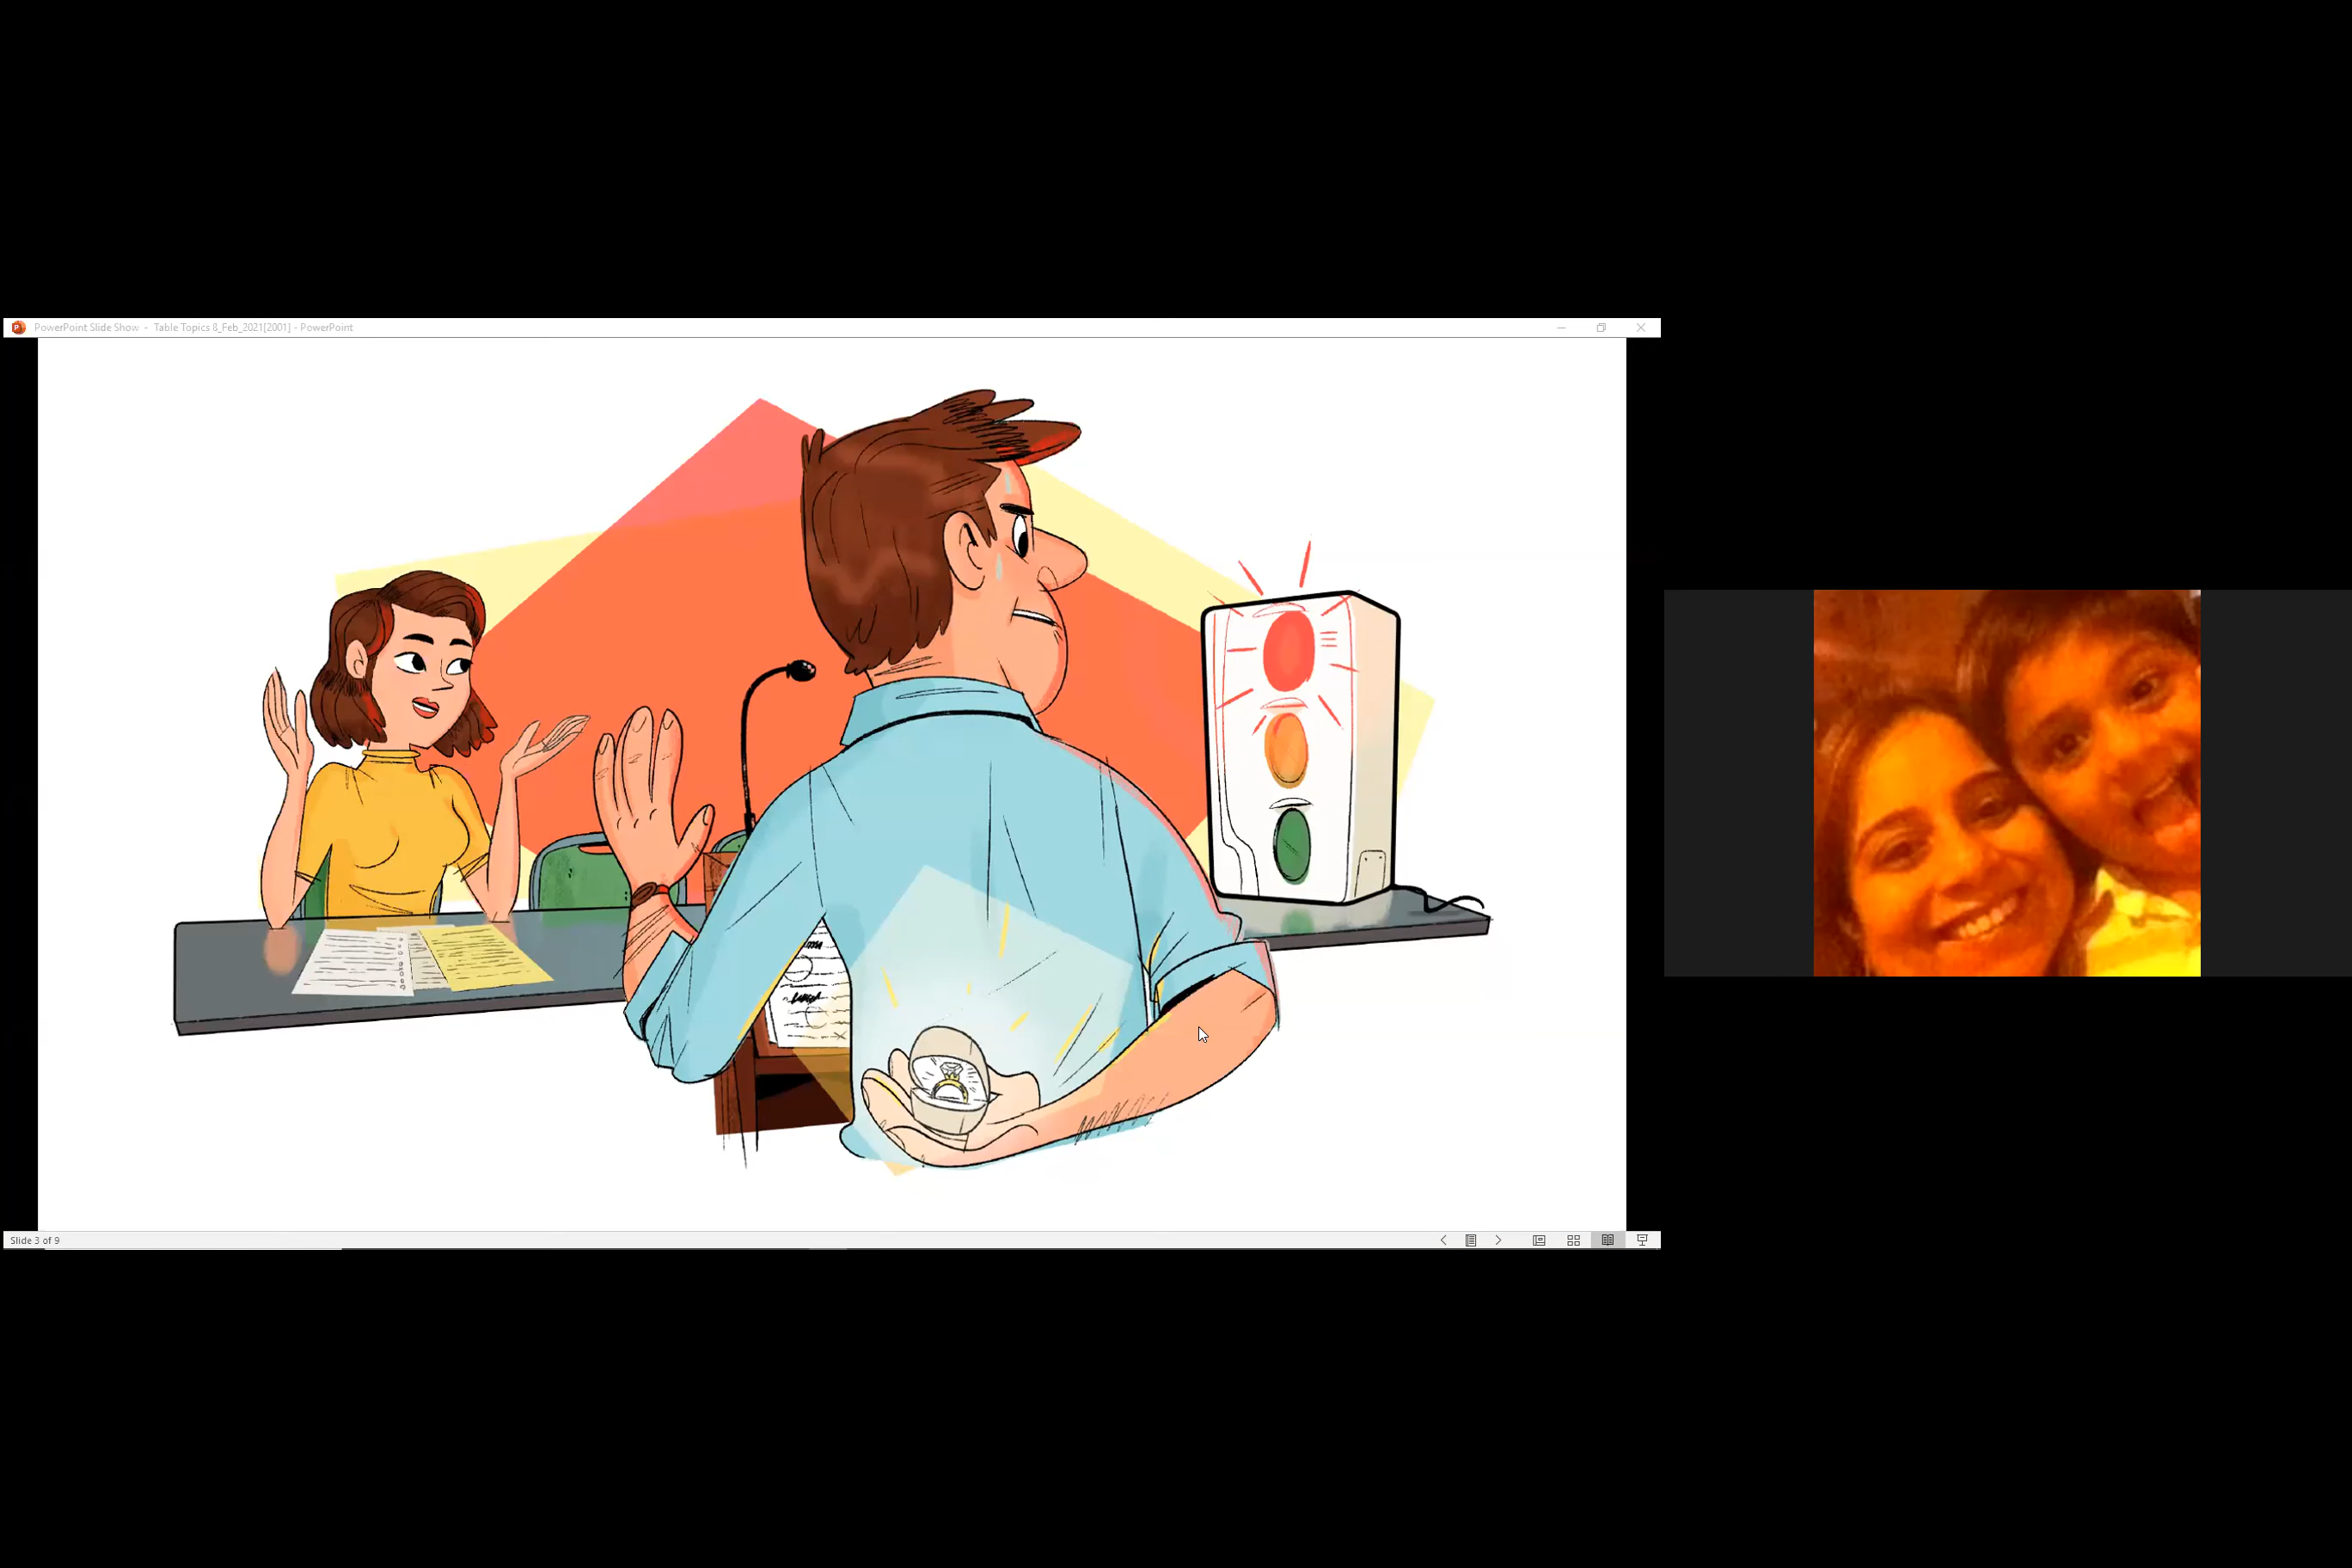 PowerPoint Slide Show - Table Topics 8_Feb_2021[2001] - PowerPoint
Slide 3 of 9